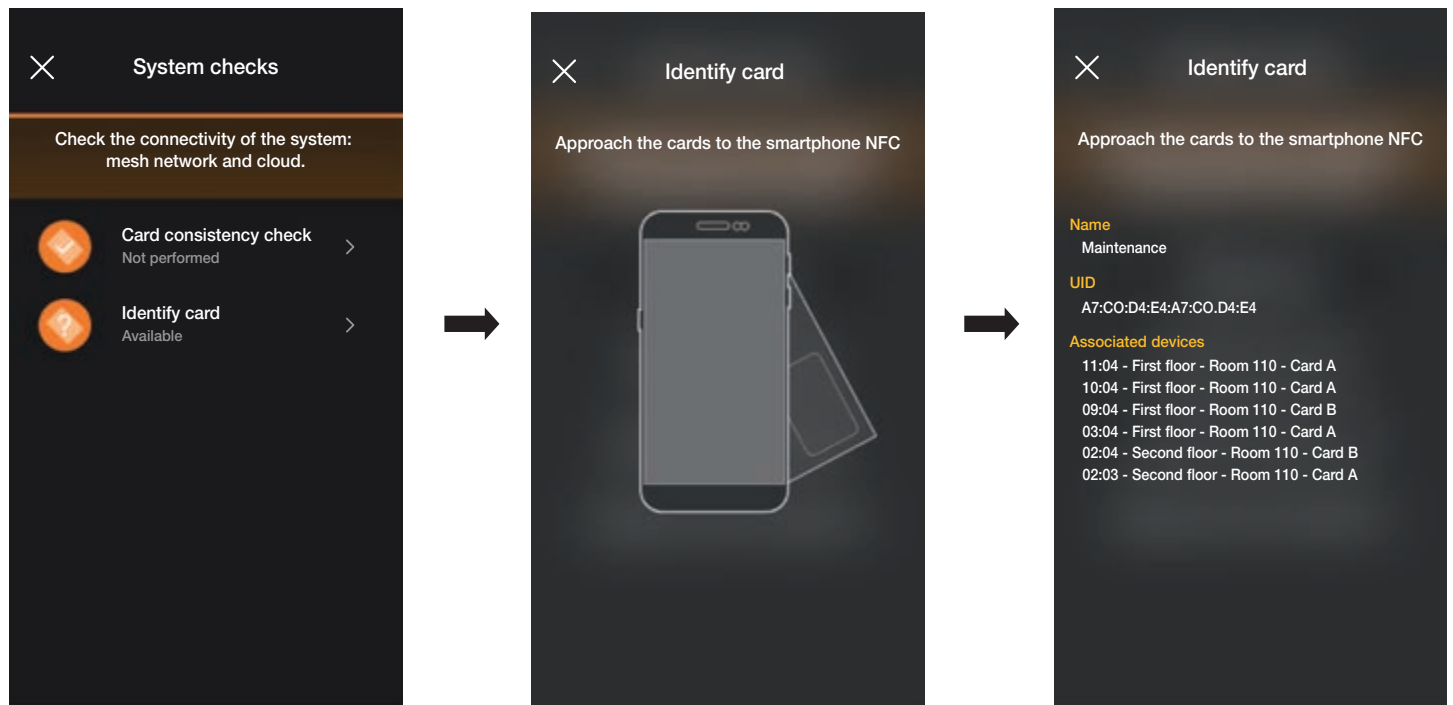 System checks
Check the connectivity of the system:
mesh network and cloud.
Card consistency check
Not performed
Identify card
Available
Identify card
Approach the cards to the smartphone NFC
Identify card
Approach the cards to the smartphone NFC
Name
Maintenance
UID
A7:CO:D4:E4:A7:CO.D4:E4
Associated devices
11:04 - First floor - Room 110 - Card A
10:04 - First floor - Room 110 - Card A
09:04 - First floor - Room 110 - Card B
03:04 - First floor - Room 110 - Card A
02:04 - Second floor - Room 110 - Card B
02:03 - Second floor - Room 110 - Card A